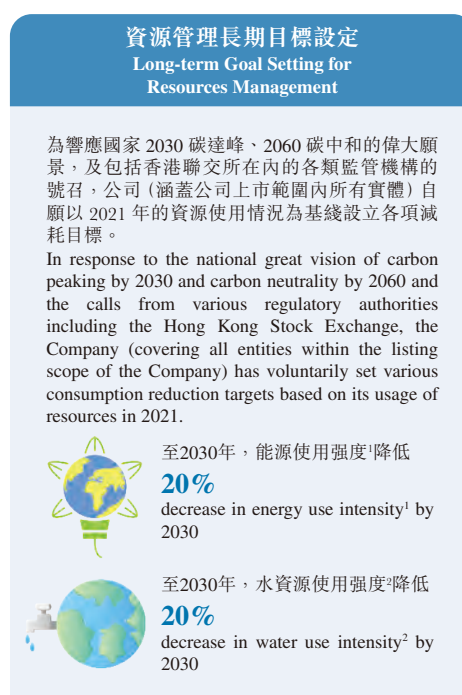 資源管理長期目標設定
Long-term Goal Setting for
Resources Management
為響應國家 2030 碳達峰、2060 碳中和的偉大願
景，及包括香港聯交所在內的各類監管機構的
號召，公司（涵蓋公司上市範圍內所有實體）自
願以 2021 年的資源使用情況為基綫設立各項減
耗目標。
In response to the national great vision of carbon
peaking by 2030 and carbon neutrality by 2060 and
the calls from various regulatory authorities
including the Hong Kong Stock Exchange, the
Company (covering all entities within the listing
scope of the Company) has voluntarily set various
consumption reduction targets based on its usage of
resources in 2021.
至2030年，能源使用强度¹降低
20%
decrease in energy use intensity¹ by
2030
至2030年，水資源使用强度²降低
20%
decrease in water use intensity² by
2030